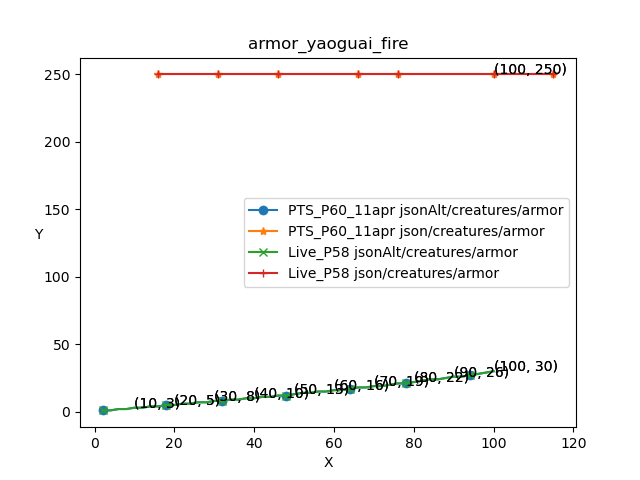 armor_yaoguai_fire
250
200
150
100
50
0
Y
(100, 250)
PTS_P60_11apr jsonAlt/creatures/armor
PTS_P60_11apr json/creatures/armor
Live_P58 jsonAlt/creatures/armor
Live_P58 json/creatures/armor
(10, 3)
(20, 5)
(30, 8)
(40, 10)
(50, 13)
(60, 16)
(70, 19)
(80, 22)
(90, 26)
(100, 30)
0 20 40 60 80 100 120
X